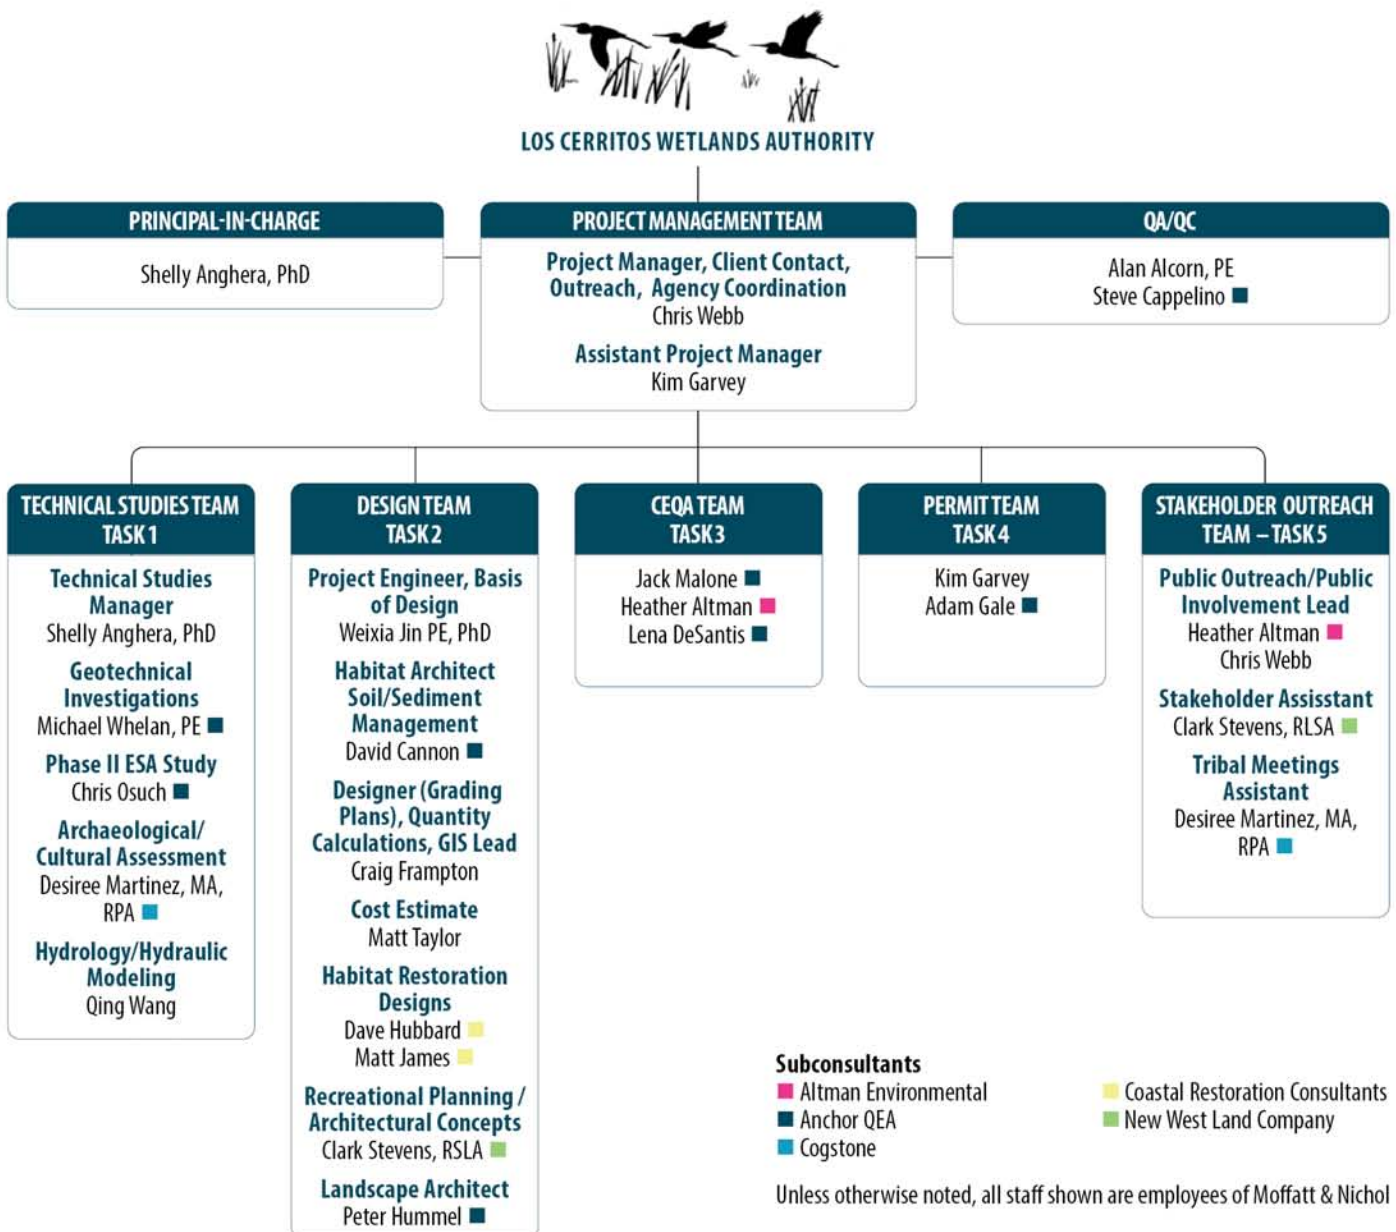 LOS CERRITOS WETLANDS AUTHORITY
PRINCIPAL-IN-CHARGE
Shelly Anghera, PhD
PROJECT MANAGEMENT TEAM
Project Manager, Client Contact,
Outreach, Agency Coordination
Chris Webb
Assistant Project Manager
Kim Garvey
QA/QC
Alan Alcorn, PE
Steve Cappelino
TECHNICAL STUDIES TEAM
TASK 1
Technical Studies
Manager
Shelly Anghera, PhD
Geotechnical
Investigations
Michael Whelan, PE
Phase II ESA Study
Chris Osuch
Archaeological/
Cultural Assessment
Desiree Martinez, MA,
RPA
Hydrology/Hydraulic
Modeling
Qing Wang
DESIGN TEAM
TASK 2
Project Engineer, Basis
of Design
Weixia Jin PE, PhD
Habitat Architect
Soil/Sediment
Management
David Cannon
Designer (Grading
Plans), Quantity
Calculations, GIS Lead
Craig Frampton
Cost Estimate
Matt Taylor
Habitat Restoration
Designs
Dave Hubbard
Matt James
Recreational Planning /
Architectural Concepts
Clark Stevens, RSLA
Landscape Architect
Peter Hummel
CEQA TEAM
TASK 3
Jack Malone
Heather Altman
Lena DeSantis
PERMIT TEAM
TASK 4
Kim Garvey
Adam Gale
STAKEHOLDER OUTREACH
TEAM – TASK 5
Public Outreach/Public
Involvement Lead
Heather Altman
Chris Webb
Stakeholder Assisstant
Clark Stevens, RLSA
Tribal Meetings
Assistant
Desiree Martinez, MA,
RPA
Subconsultants
Altman Environmental
Anchor QEA
Cogstone
Coastal Restoration Consultants
New West Land Company
Unless otherwise noted, all staff shown are employees of Moffatt & Nichol